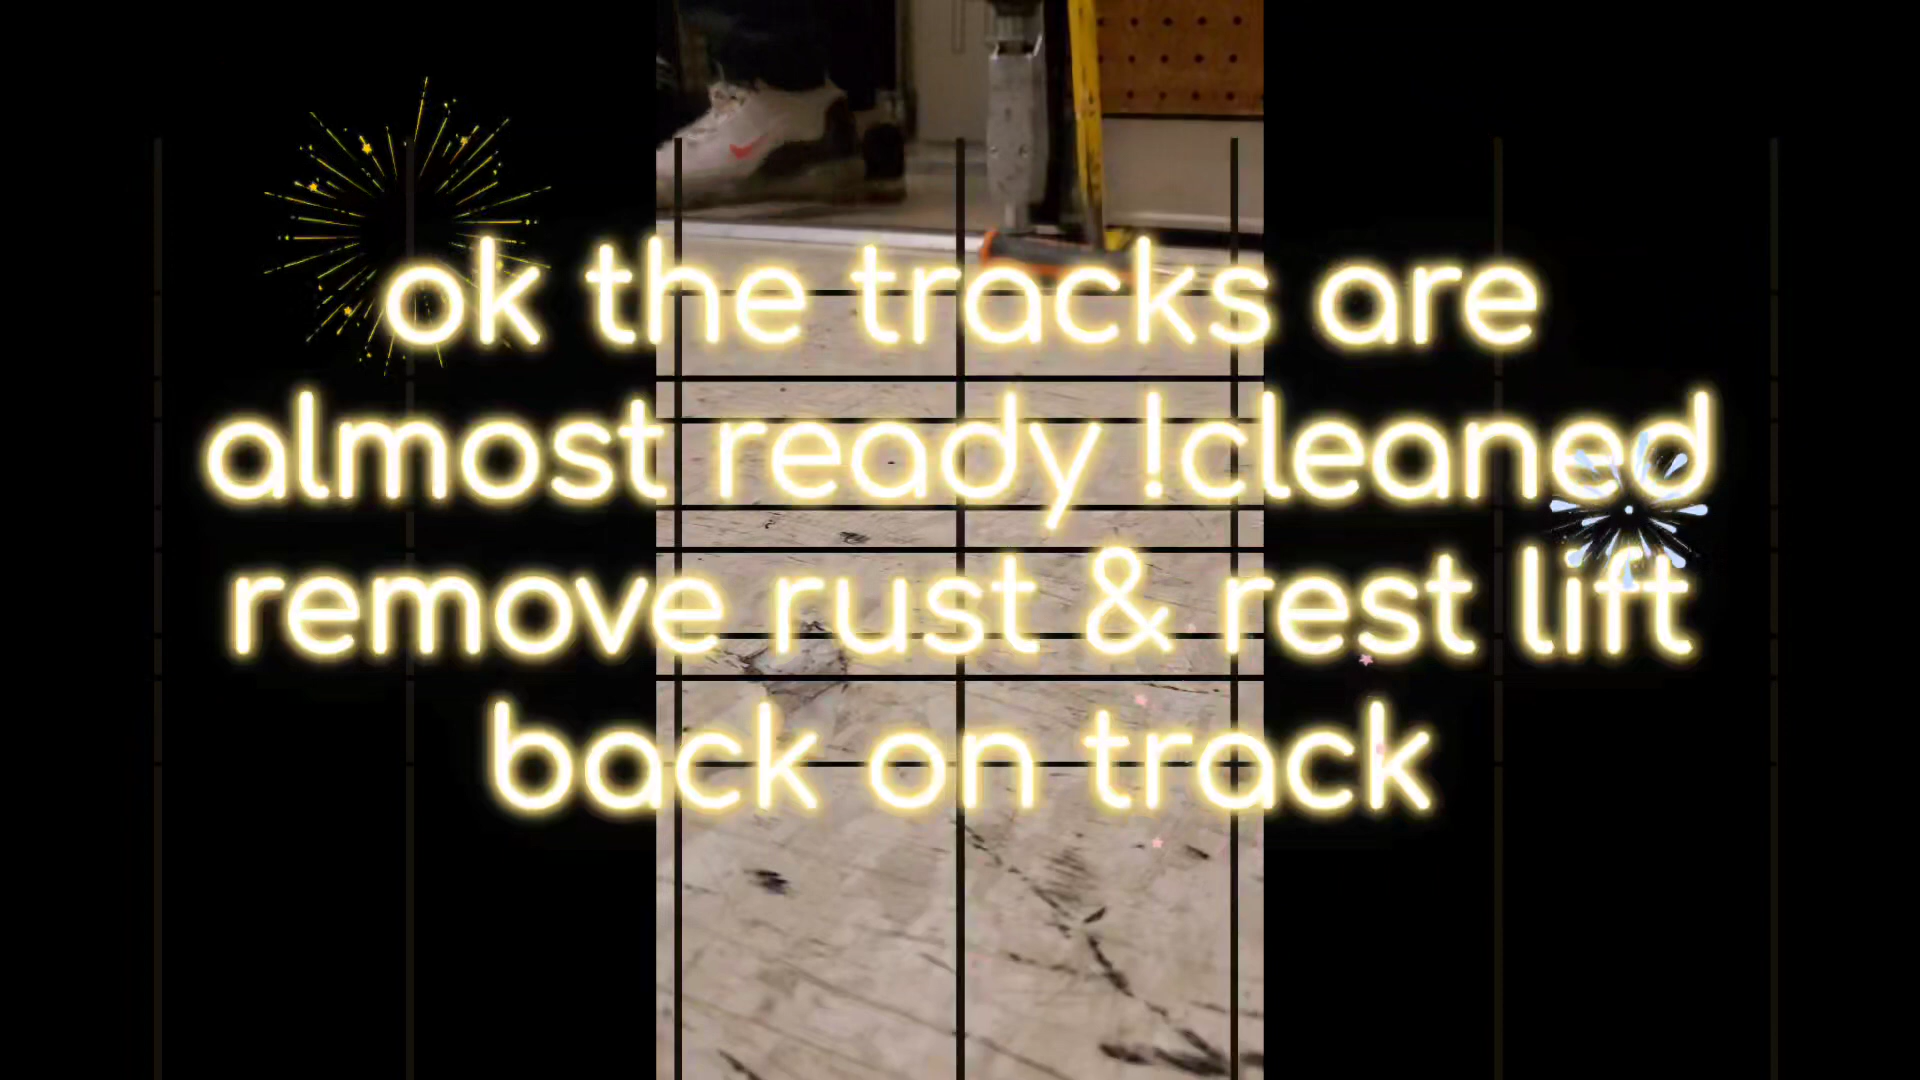 ok the tracks are
almost ready !cleaned
remove rust & rest lift
back on track